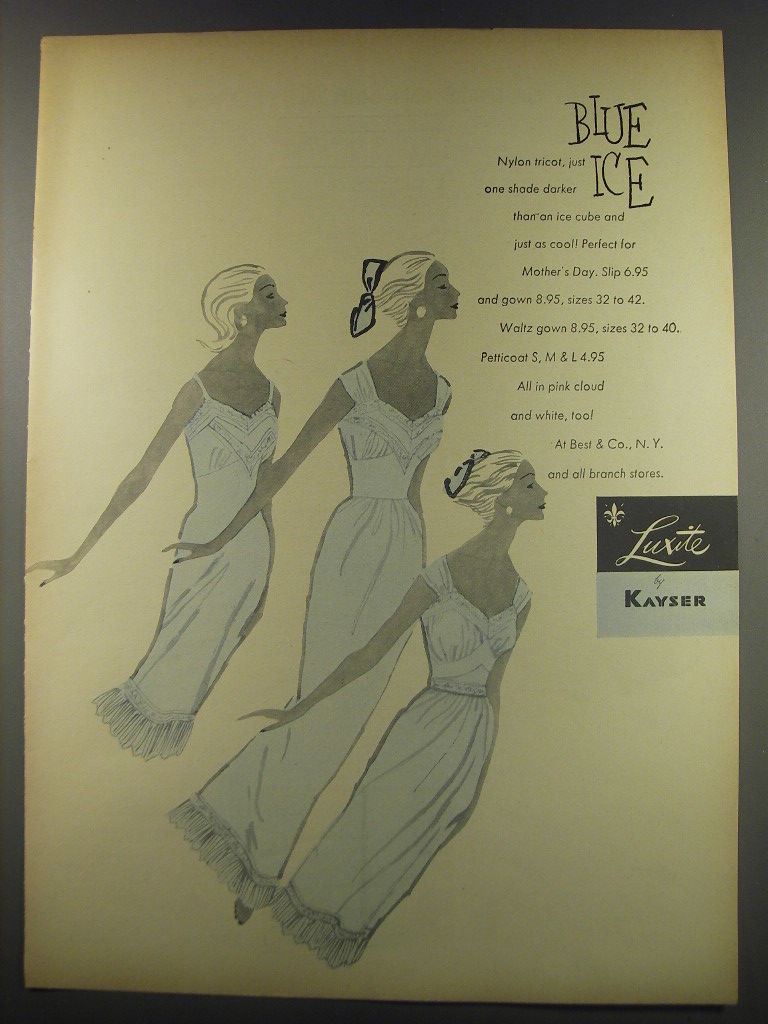 BLUE
ICE
Nylon tricot, just
one shade darker
than an ice cube and
just as cool! Perfect for
Mother's Day. Slip 6.95
and gown 8.95, sizes 32 to 42.
Waltz gown 8.95, sizes 32 to 40.
Petticoat S, M & L 4.95
All in pink cloud
and white, too!
At Best & Co., N. Y.
and all branch stores.
Luxite
by
KAYSER